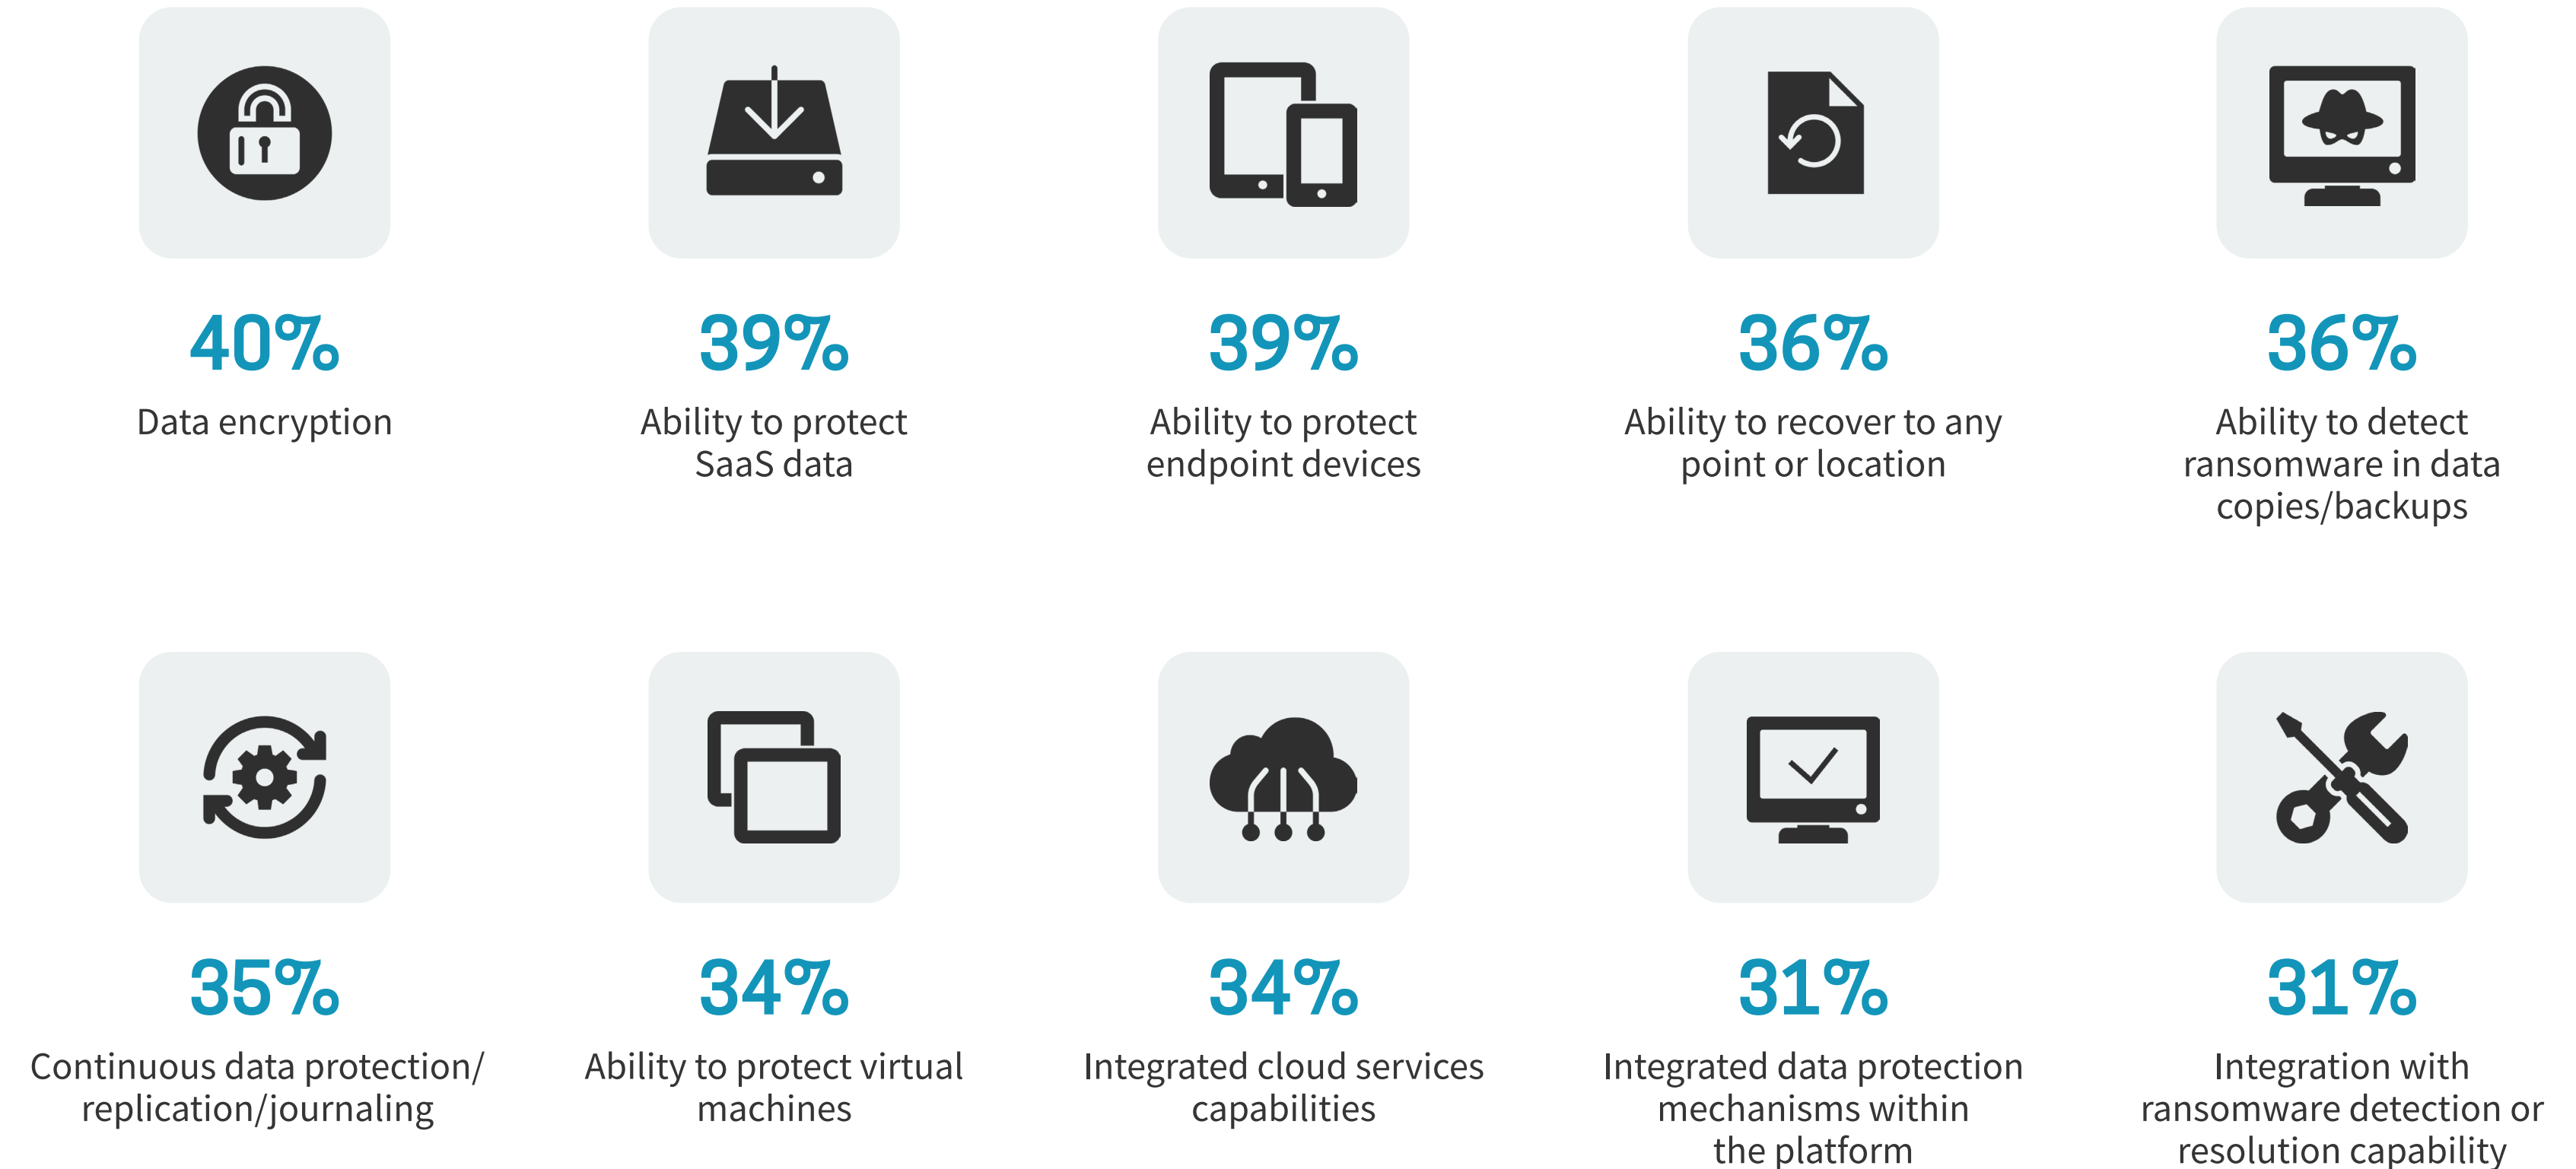 40%
Data encryption
39%
Ability to protect
SaaS data
39%
Ability to protect
endpoint devices
36%
Ability to recover to any
point or location
36%
Ability to detect
ransomware in data
copies/backups
35%
Continuous data protection/
replication/journaling
34%
Ability to protect virtual
machines
34%
Integrated cloud services
capabilities
31%
Integrated data protection
mechanisms within
the platform
31%
Integration with
ransomware detection or
resolution capability